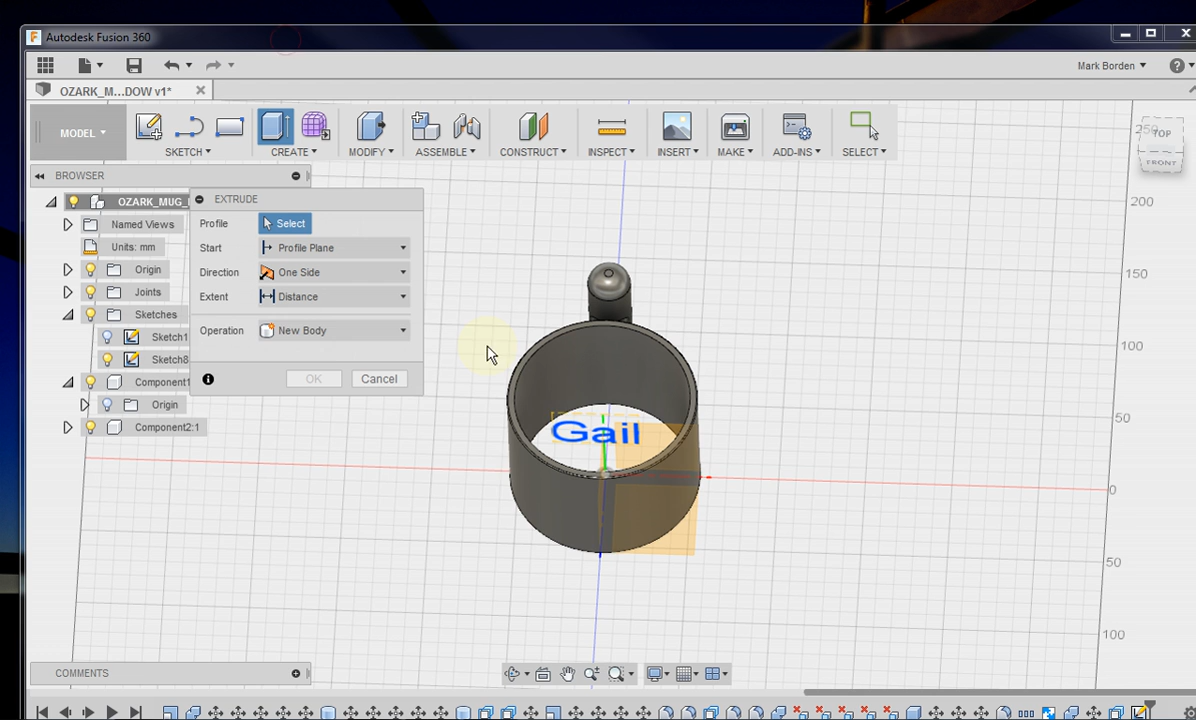 Autodesk Fusion 360
Mark Borden
OZARK_M...DOW v1*
MODEL
SKETCH
CREATE
MODIFY
ASSEMBLE
CONSTRUCT
INSPECT
INSERT
MAKE
ADD-INS
SELECT
TOP
FRONT
BROWSER
OZARK_MUG_
Named Views
Units: mm
Origin
Joints
Sketches
Sketch1
Sketch8
Component1
Origin
Component2:1
EXTRUDE
Profile Select
Start Profile Plane
Direction One Side
Extent Distance
Operation New Body
OK Cancel
Gail
250
200
150
100
50
0
50
100
COMMENTS